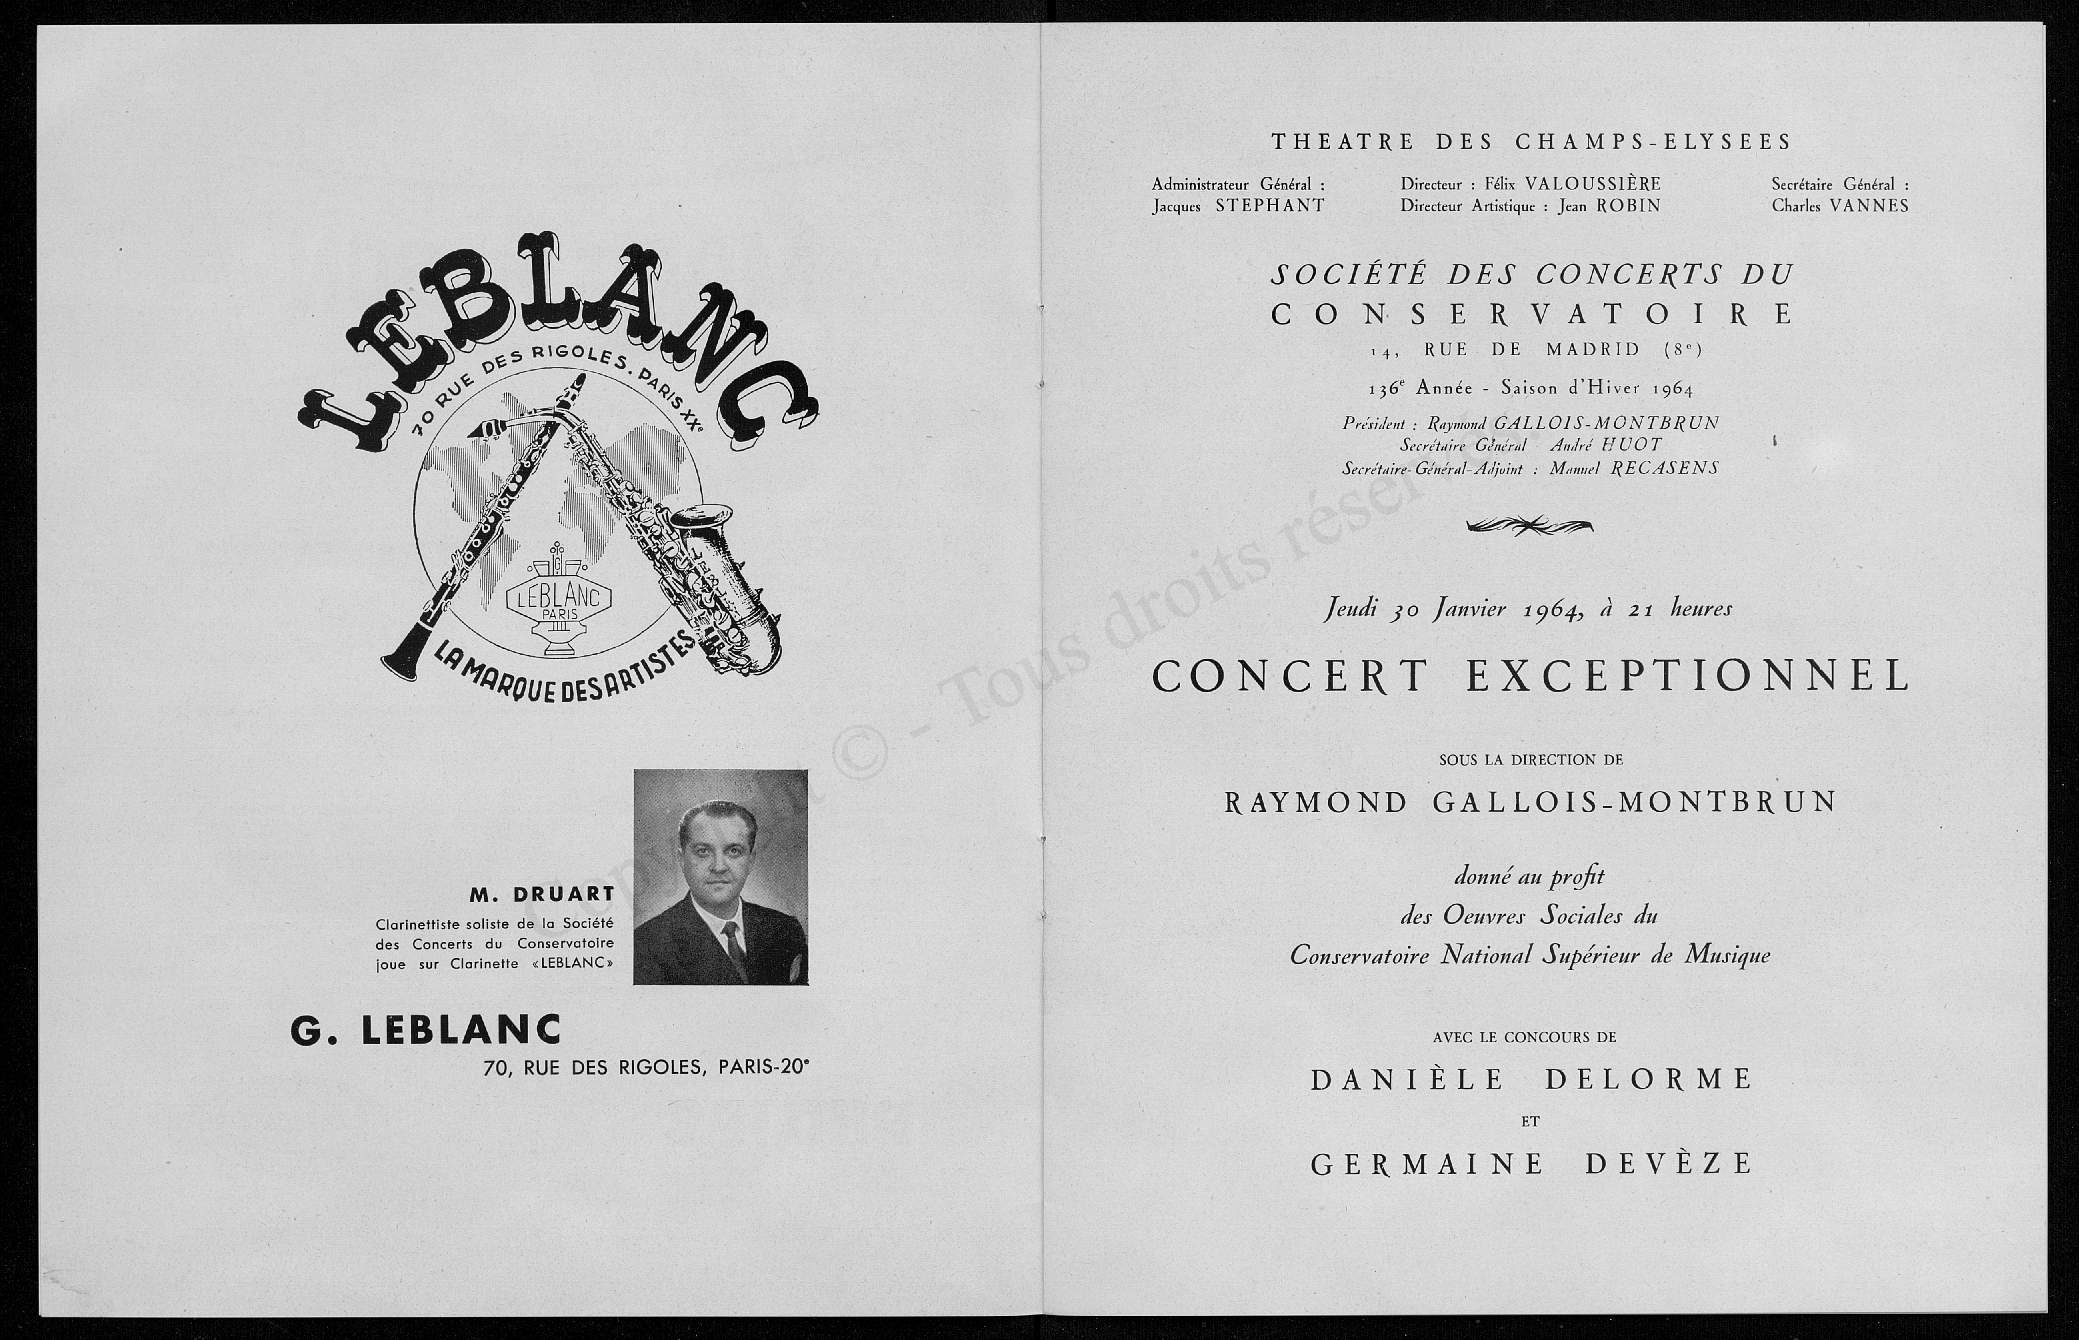 LEBLANC
70 RUE DES RIGOLES. PARIS XXe
LEBLANC
LEBLANC
PARIS
LA MARQUE DES ARTISTES
M. DRUART
Clarinettiste soliste de la Société
des Concerts du Conservatoire
joue sur Clarinette «LEBLANC»
G. LEBLANC
70, RUE DES RIGOLES, PARIS-20e
THEATRE DES CHAMPS-ELYSEES
Administrateur Général :
Jacques STEPHANT
Directeur : Félix VALOUSSIÈRE
Directeur Artistique : Jean ROBIN
Secrétaire Général :
Charles VANNES
SOCIÉTÉ DES CONCERTS DU
CONSERVATOIRE
14, RUE DE MADRID (8e)
136e Année - Saison d'Hiver 1964
Président : Raymond GALLOIS-MONTBRUN
Secrétaire Général - André HUOT
Secrétaire-Général-Adjoint : Manuel RECASENS
Jeudi 30 Janvier 1964, à 21 heures
CONCERT EXCEPTIONNEL
SOUS LA DIRECTION DE
RAYMOND GALLOIS-MONTBRUN
donné au profit
des Oeuvres Sociales du
Conservatoire National Supérieur de Musique
AVEC LE CONCOURS DE
DANIÈLE DELORME
ET
GERMAINE DEVÈZE
Copyright © - Tous droits réservés